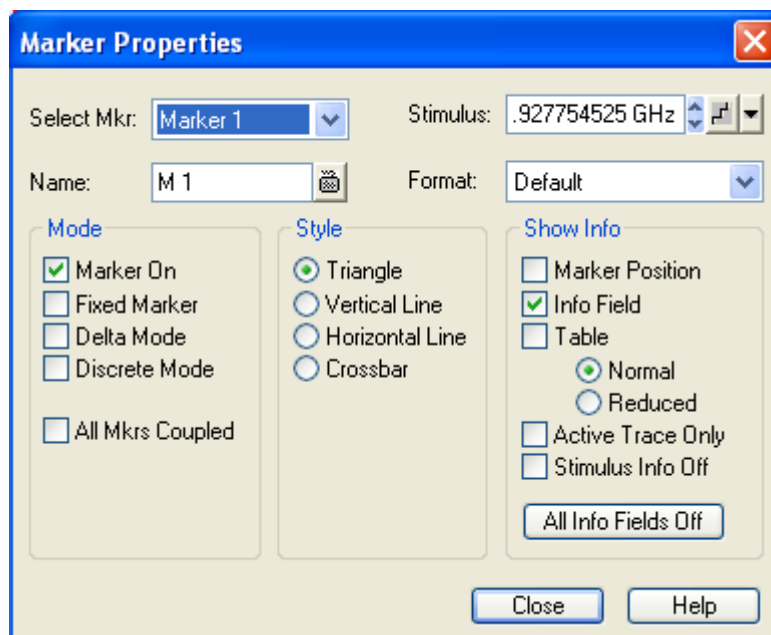 Marker Properties
Select Mkr: Marker 1 Stimulus: .927754525 GHz
Name: M 1 Format: Default
Mode
Marker On
Fixed Marker
Delta Mode
Discrete Mode
All Mkrs Coupled
Style
Triangle
Vertical Line
Horizontal Line
Crossbar
Show Info
Marker Position
Info Field
Table
Normal
Reduced
Active Trace Only
Stimulus Info Off
All Info Fields Off
Close Help